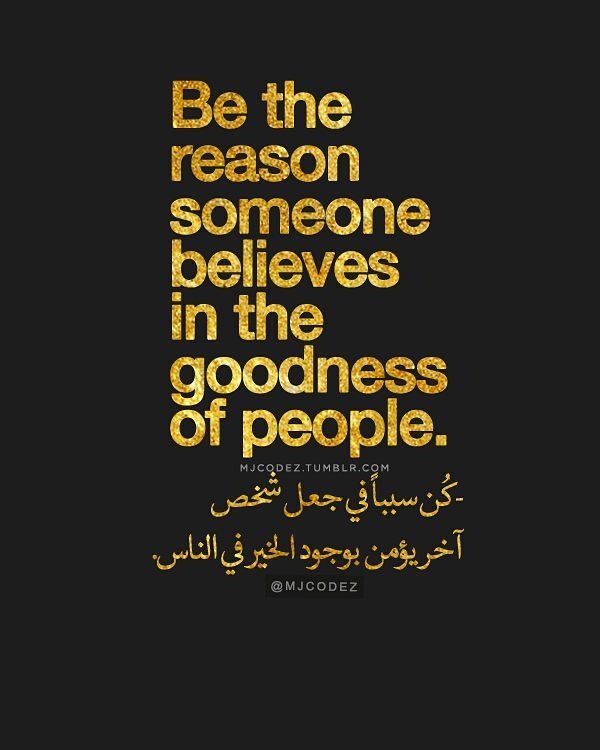 Be the
reason
someone
believes
in the
goodness
of people.
MJCODEZ.TUMBLR.COM
-كُن سبباً في جعل شخص
آخر يؤمن بوجود الخير في الناس.
@MJCODEZ